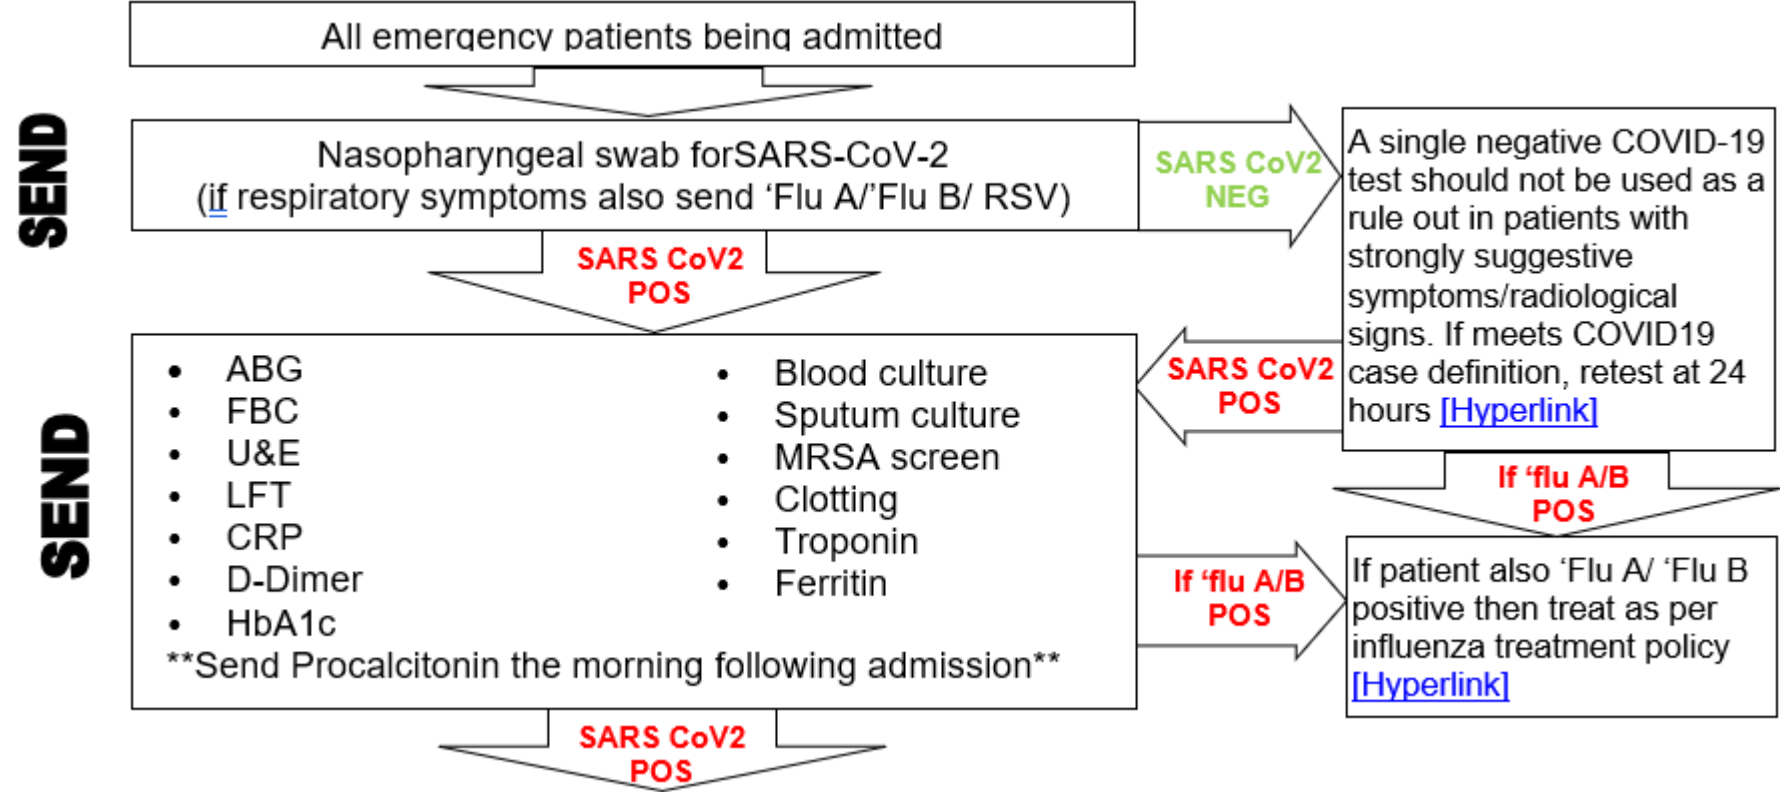 All emergency patients being admitted
SEND
Nasopharyngeal swab forSARS-CoV-2
(if respiratory symptoms also send ‘Flu A/’Flu B/ RSV)
SARS CoV2
NEG
A single negative COVID-19
test should not be used as a
rule out in patients with
strongly suggestive
symptoms/radiological
signs. If meets COVID19
case definition, retest at 24
hours [Hyperlink]
SARS CoV2
POS
SARS CoV2
POS
SEND
• ABG
• FBC
• U&E
• LFT
• CRP
• D-Dimer
• HbA1c
• Blood culture
• Sputum culture
• MRSA screen
• Clotting
• Troponin
• Ferritin
**Send Procalcitonin the morning following admission**
If ‘flu A/B
POS
If ‘flu A/B
POS
If patient also ‘Flu A/ ‘Flu B
positive then treat as per
influenza treatment policy
[Hyperlink]
SARS CoV2
POS